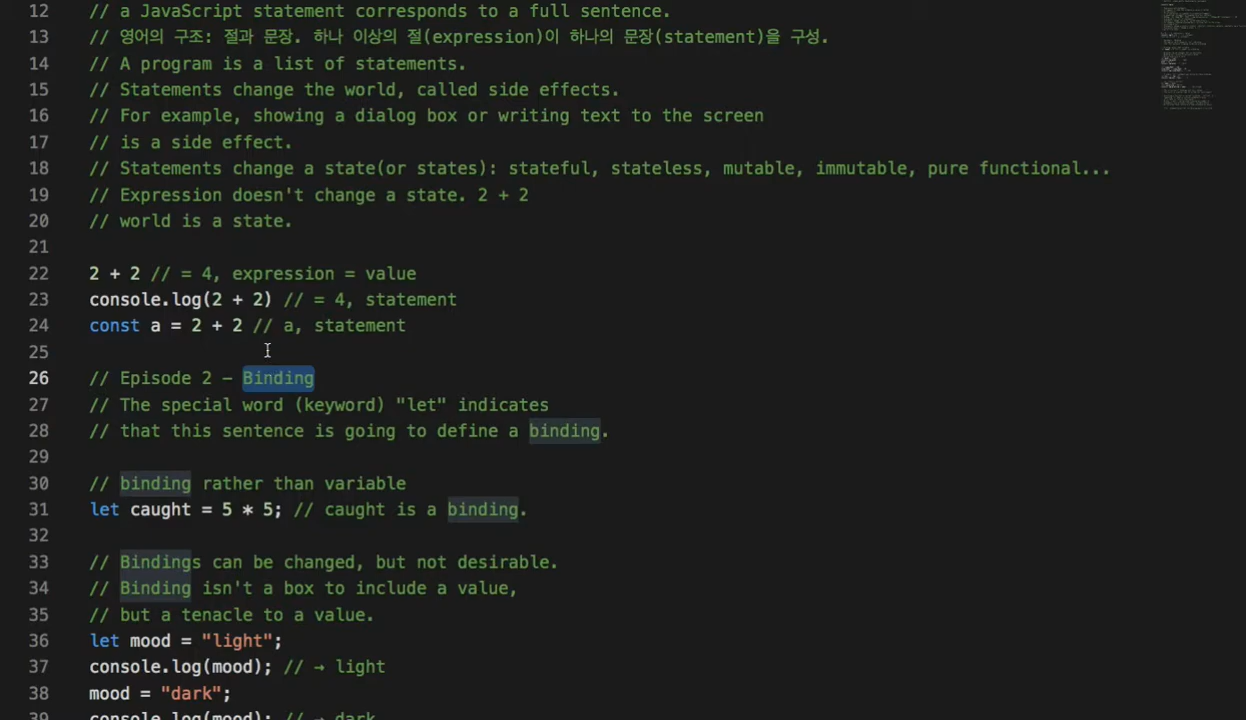 12 // a JavaScript statement corresponds to a full sentence.
13 // 영어의 구조: 절과 문장. 하나 이상의 절(expression)이 하나의 문장(statement)을 구성.
14 // A program is a list of statements.
15 // Statements change the world, called side effects.
16 // For example, showing a dialog box or writing text to the screen
17 // is a side effect.
18 // Statements change a state(or states): stateful, stateless, mutable, immutable, pure functional...
19 // Expression doesn't change a state. 2 + 2
20 // world is a state.
21
22 2 + 2 // = 4, expression = value
23 console.log(2 + 2) // = 4, statement
24 const a = 2 + 2 // a, statement
25
26 // Episode 2 - Binding
27 // The special word (keyword) "let" indicates
28 // that this sentence is going to define a binding.
29
30 // binding rather than variable
31 let caught = 5 * 5; // caught is a binding.
32
33 // Bindings can be changed, but not desirable.
34 // Binding isn't a box to include a value,
35 // but a tenacle to a value.
36 let mood = "light";
37 console.log(mood); // → light
38 mood = "dark";
39 console.log(mood); // → dark